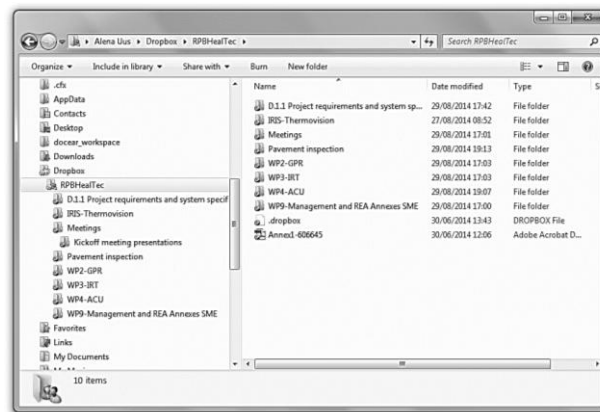 Alena Uus ▸ Dropbox ▸ RPBHealTec ▸ Search RPBHealTec
Organize Include in library Share with Burn New folder
.cfs
AppData
Contacts
Desktop
docear_workspace
Downloads
Dropbox
RPBHealTec
D.1.1 Project requirements and system specif
IRIS-Thermovision
Meetings
Kickoff meeting presentations
Pavement inspection
WP2-GPR
WP3-IRT
WP4-ACU
WP9-Management and REA Annexes SME
Favorites
Links
My Documents
Name Date modified Type S
D.1.1 Project requirements and system sp... 29/08/2014 17:42 File folder
IRIS-Thermovision 27/08/2014 08:52 File folder
Meetings 29/08/2014 17:01 File folder
Pavement inspection 29/08/2014 19:13 File folder
WP2-GPR 29/08/2014 17:03 File folder
WP3-IRT 29/08/2014 17:03 File folder
WP4-ACU 29/08/2014 19:07 File folder
WP9-Management and REA Annexes SME 29/08/2014 17:00 File folder
.dropbox 30/06/2014 13:43 DROPBOX File
Annex1-606645 30/06/2014 12:06 Adobe Acrobat D...
10 items